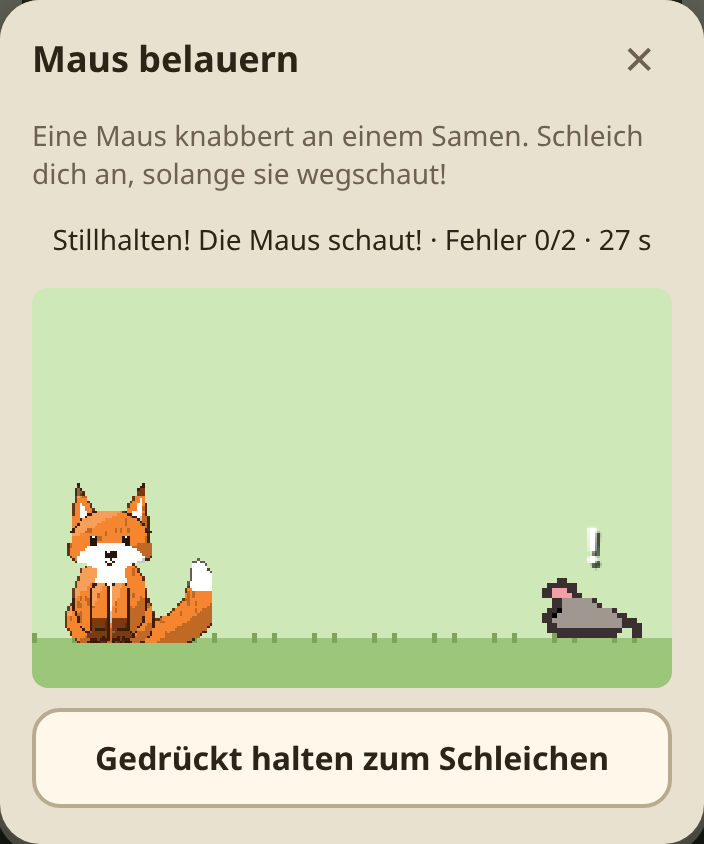 Maus belauern
Eine Maus knabbert an einem Samen. Schleich
dich an, solange sie wegschaut!
Stillhalten! Die Maus schaut! · Fehler 0/2 · 27 s
!
Gedrückt halten zum Schleichen